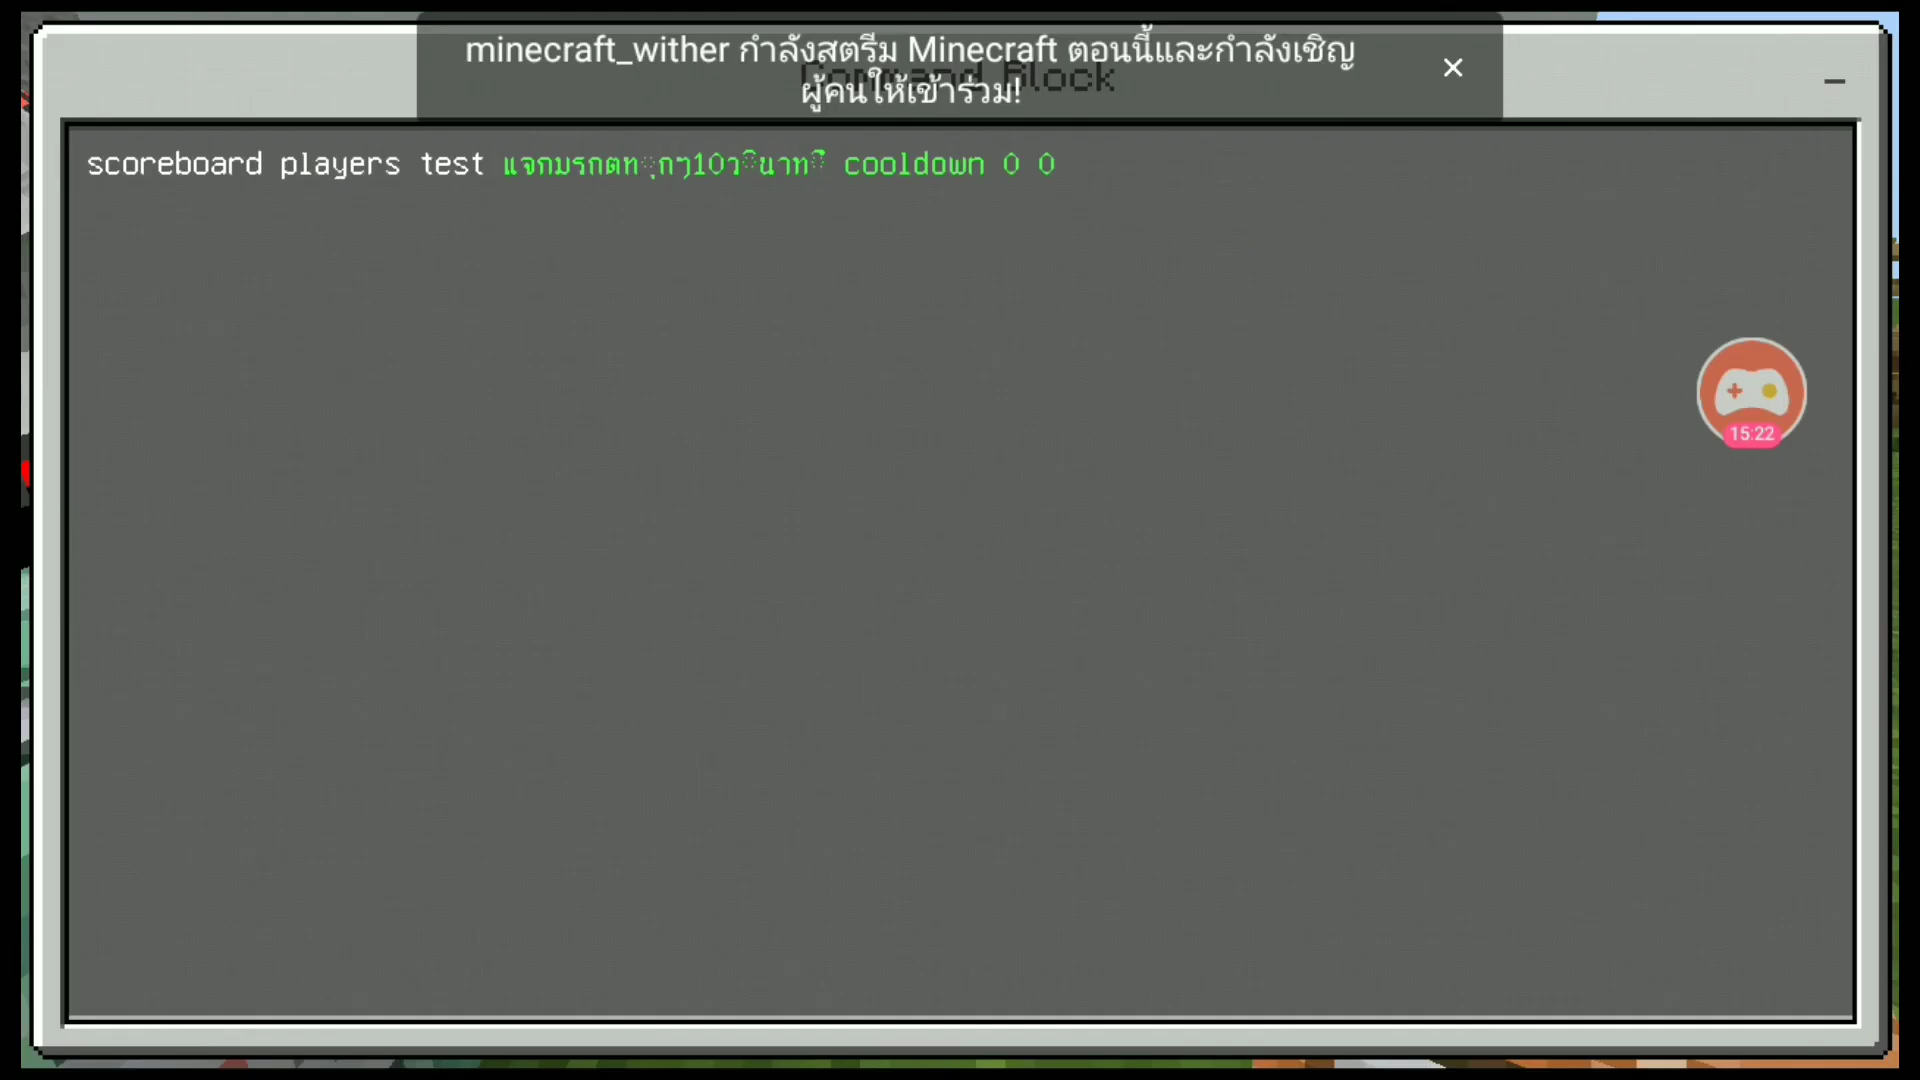 minecraft_wither กำลังสตรีม Minecraft ตอนนี้และกำลังเชิญ
ผู้คนให้เข้าร่วม!
Command Block
scoreboard players test แจกมรกตทุกๆ10วินาที cooldown 0 0
15:22